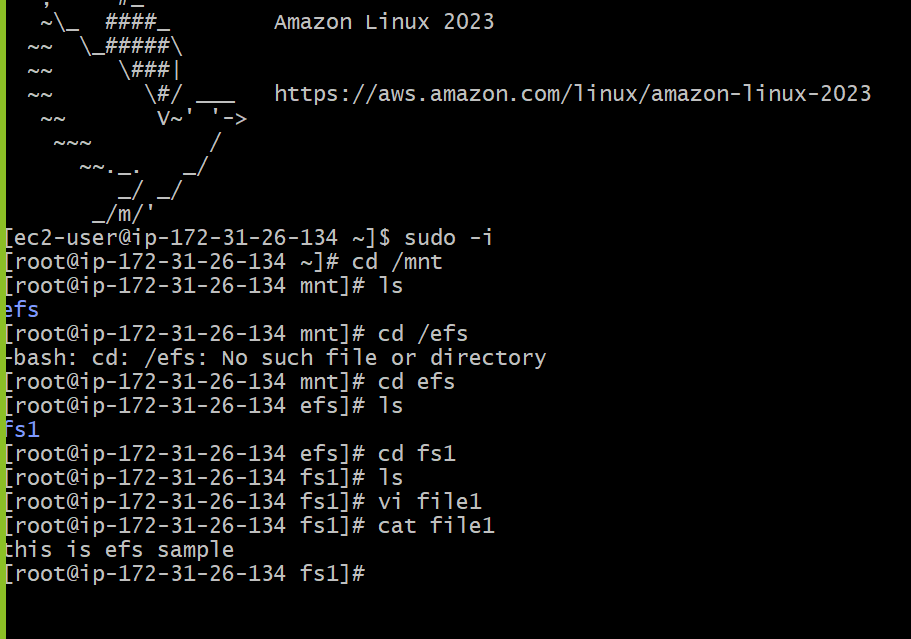 ,     #_
~\_  ####_        Amazon Linux 2023
~~  \_#####\
~~     \###|
~~       \#/ ___   https://aws.amazon.com/linux/amazon-linux-2023
~~       V~' '->
~~~         /
~~._.   _/
_/ _/
_/m/'
[ec2-user@ip-172-31-26-134 ~]$ sudo -i
[root@ip-172-31-26-134 ~]# cd /mnt
[root@ip-172-31-26-134 mnt]# ls
efs
[root@ip-172-31-26-134 mnt]# cd /efs
-bash: cd: /efs: No such file or directory
[root@ip-172-31-26-134 mnt]# cd efs
[root@ip-172-31-26-134 efs]# ls
fs1
[root@ip-172-31-26-134 efs]# cd fs1
[root@ip-172-31-26-134 fs1]# ls
[root@ip-172-31-26-134 fs1]# vi file1
[root@ip-172-31-26-134 fs1]# cat file1
this is efs sample
[root@ip-172-31-26-134 fs1]#